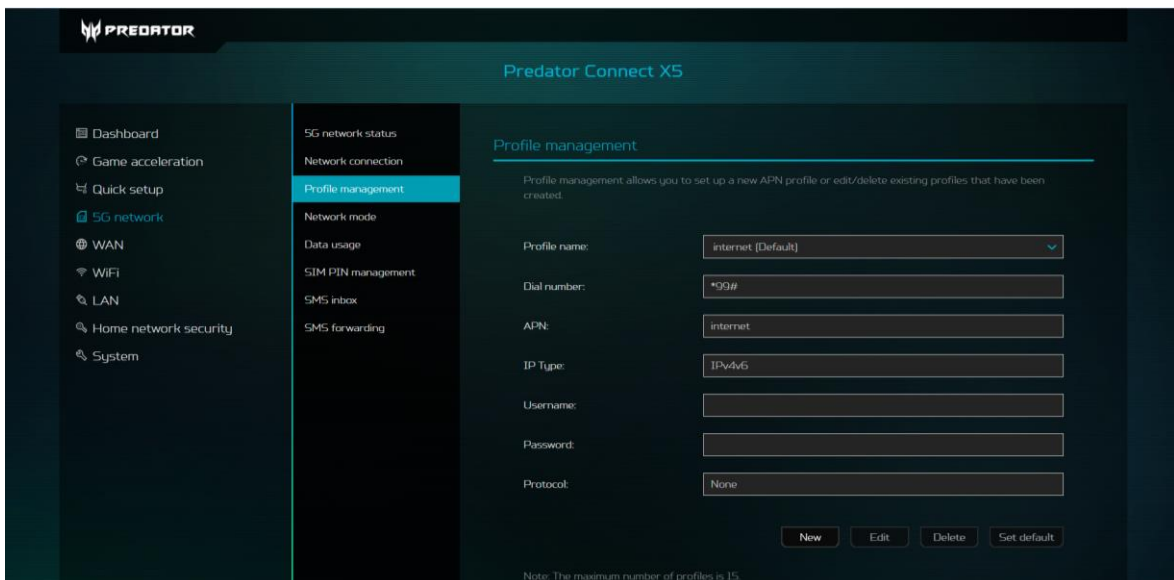 PREDATOR
Predator Connect X5
Dashboard
Game acceleration
Quick setup
5G network
WAN
WiFi
LAN
Home network security
System
5G network status
Network connection
Profile management
Network mode
Data usage
SIM PIN management
SMS inbox
SMS forwarding
Profile management
Profile management allows you to set up a new APN profile or edit/delete existing profiles that have been
created.
Profile name: internet [Default]
Dial number: *99#
APN: internet
IP Type: IPv4v6
Username:
Password:
Protocol: None
New Edit Delete Set default
Note: The maximum number of profiles is 15.